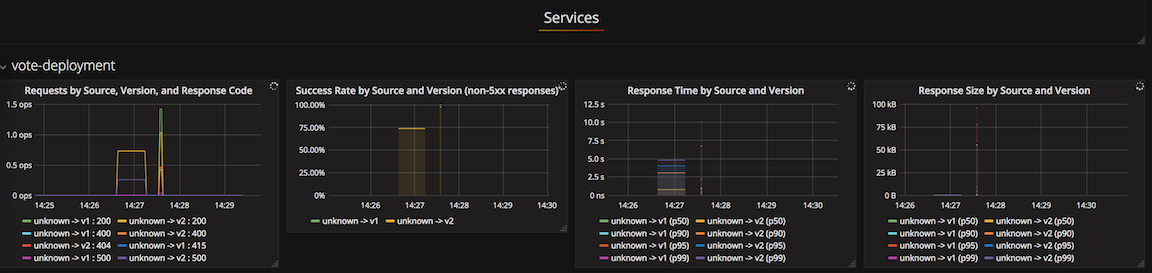 Services
vote-deployment
Requests by Source, Version, and Response Code
1.5 ops
1.0 ops
0.5 ops
0 ops
14:25 14:26 14:27 14:28 14:29
unknown -> v1 : 200 unknown -> v2 : 200
unknown -> v1 : 400 unknown -> v2 : 400
unknown -> v2 : 404 unknown -> v1 : 415
unknown -> v1 : 500 unknown -> v2 : 500
Success Rate by Source and Version (non-5xx responses)
100.00%
75.00%
50.00%
25.00%
0%
14:26 14:27 14:28 14:29 14:30
unknown -> v1 unknown -> v2
Response Time by Source and Version
12.5 s
10.0 s
7.5 s
5.0 s
2.5 s
0 ns
14:26 14:27 14:28 14:29 14:30
unknown -> v1 (p50) unknown -> v2 (p50)
unknown -> v1 (p90) unknown -> v2 (p90)
unknown -> v1 (p95) unknown -> v2 (p95)
unknown -> v1 (p99) unknown -> v2 (p99)
Response Size by Source and Version
100 kB
75 kB
50 kB
25 kB
0 B
14:26 14:27 14:28 14:29 14:30
unknown -> v1 (p50) unknown -> v2 (p50)
unknown -> v1 (p90) unknown -> v2 (p90)
unknown -> v1 (p95) unknown -> v2 (p95)
unknown -> v1 (p99) unknown -> v2 (p99)